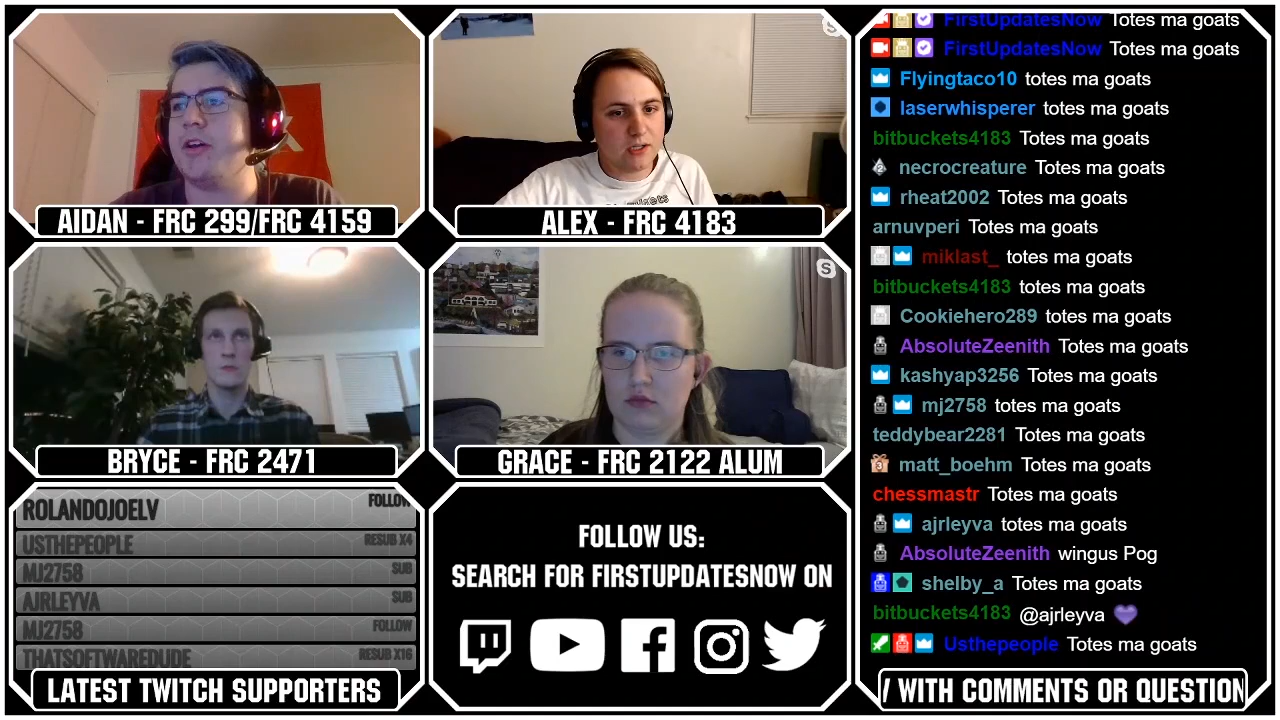 AIDAN - FRC 299/FRC 4159
ALEX - FRC 4183
BRYCE - FRC 2471
GRACE - FRC 2122 ALUM
ROLANDOJOELV FOLLOW
USTHEPEOPLE RESUB X4
MJ2758 SUB
AJRLEYVA SUB
MJ2758 FOLLOW
THATSOFTWAREDUDE RESUB X16
LATEST TWITCH SUPPORTERS
FOLLOW US:
SEARCH FOR FIRSTUPDATESNOW ON
FirstUpdatesNow Totes ma goats
FirstUpdatesNow Totes ma goats
Flyingtaco10 totes ma goats
laserwhisperer totes ma goats
bitbuckets4183 Totes ma goats
necrocreature Totes ma goats
rheat2002 Totes ma goats
arnuvperi Totes ma goats
miklast_ totes ma goats
bitbuckets4183 totes ma goats
Cookiehero289 totes ma goats
AbsoluteZeenith Totes ma goats
kashyap3256 Totes ma goats
mj2758 totes ma goats
teddybear2281 Totes ma goats
matt_boehm Totes ma goats
chessmastr Totes ma goats
ajrleyva totes ma goats
AbsoluteZeenith wingus Pog
shelby_a Totes ma goats
bitbuckets4183 @ajrleyva 💜
Usthepeople Totes ma goats
WITH COMMENTS OR QUESTION